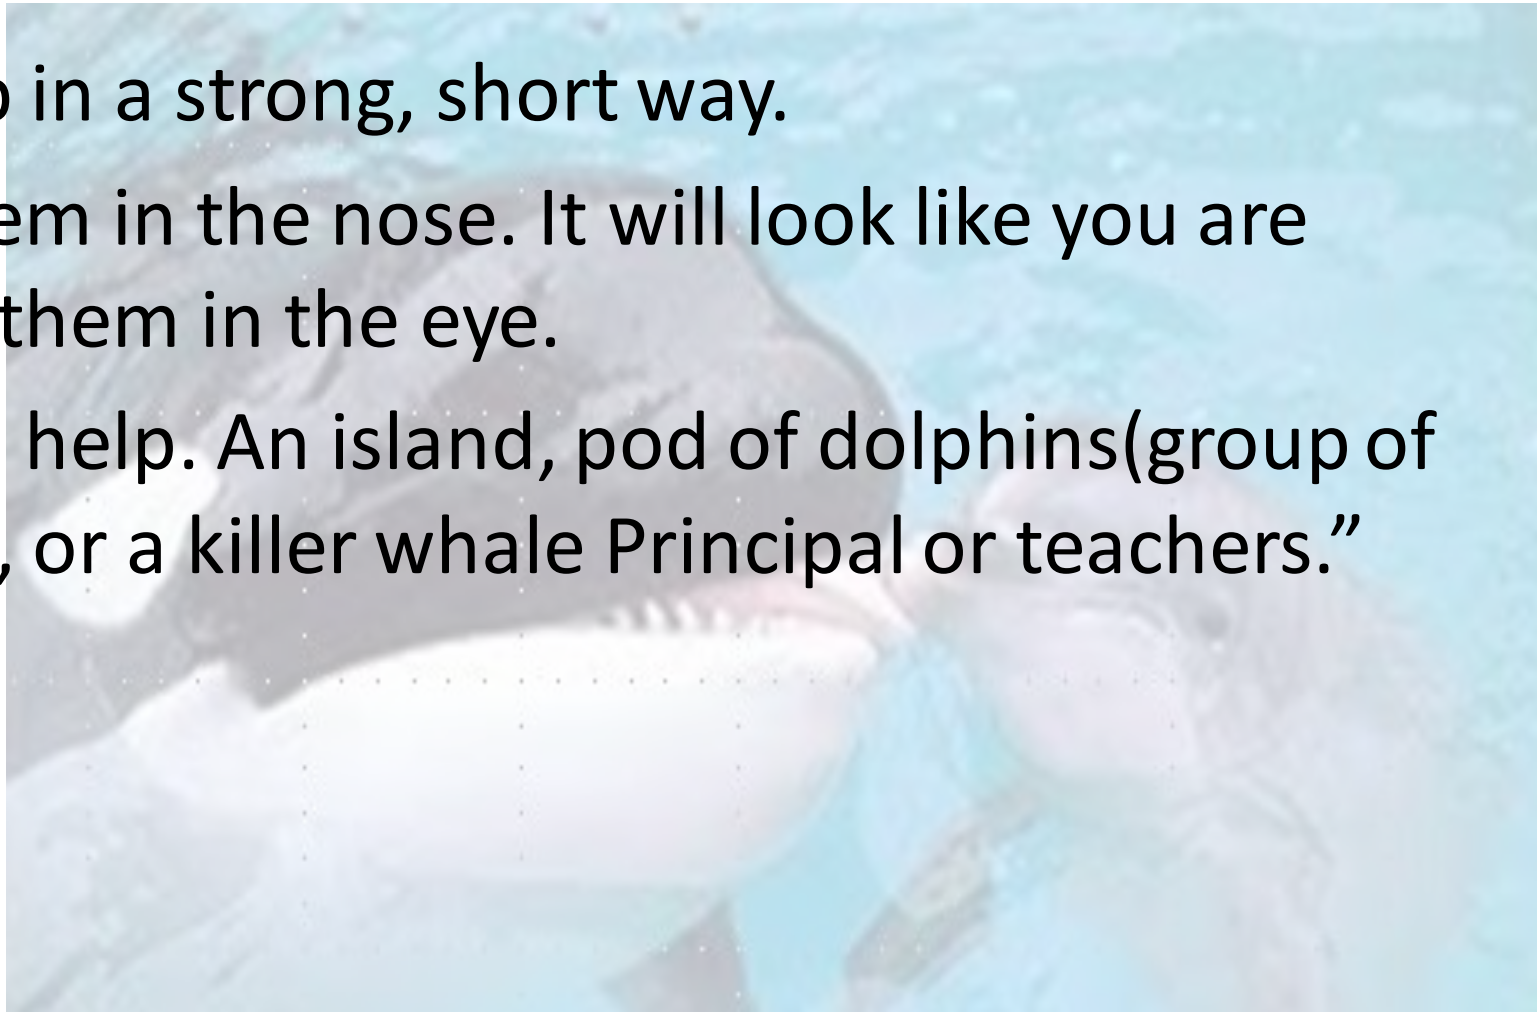 in a strong, short way.
in the nose. It will look like you are
them in the eye.
help. An island, pod of dolphins(group of
, or a killer whale Principal or teachers.”